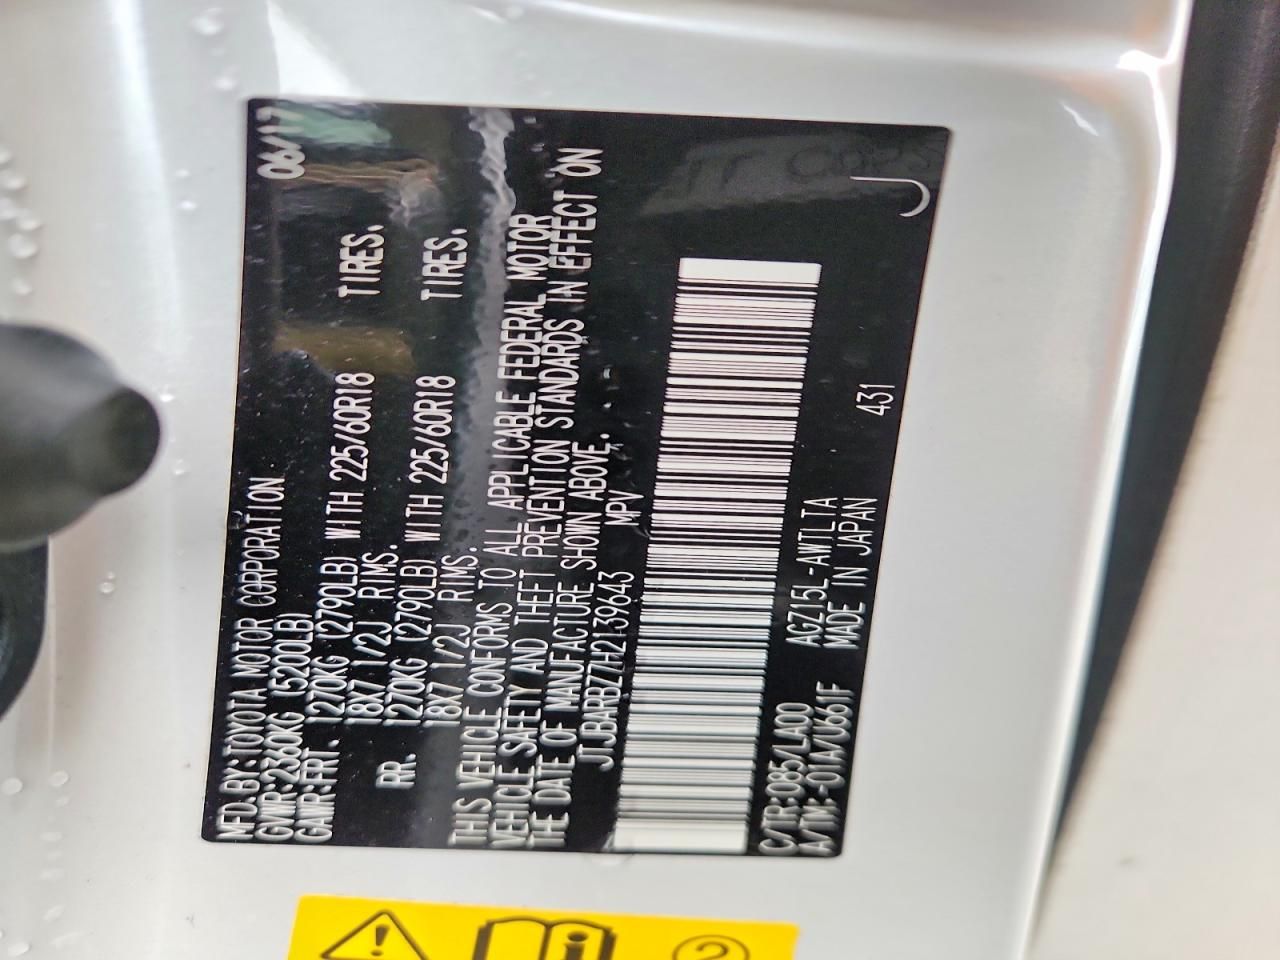 MFD.BY:TOYOTA MOTOR CORPORATION 06/17
GVWR:2360KG (5200LB)
GAWR:FRT. 1270KG (2790LB) WITH 225/60R18 TIRES.
18X7 1/2J RIMS.
RR. 1270KG (2790LB) WITH 225/60R18 TIRES.
18X7 1/2J RIMS.
THIS VEHICLE CONFORMS TO ALL APPLICABLE FEDERAL MOTOR
VEHICLE SAFETY AND THEFT PREVENTION STANDARDS IN EFFECT ON
THE DATE OF MANUFACTURE SHOWN ABOVE.
JTJBARBZ7H2139643 MPV
C/TR:085/LA00 AGZ15L-AWTLTA
A/TM:-01A/U661F MADE IN JAPAN 431
J